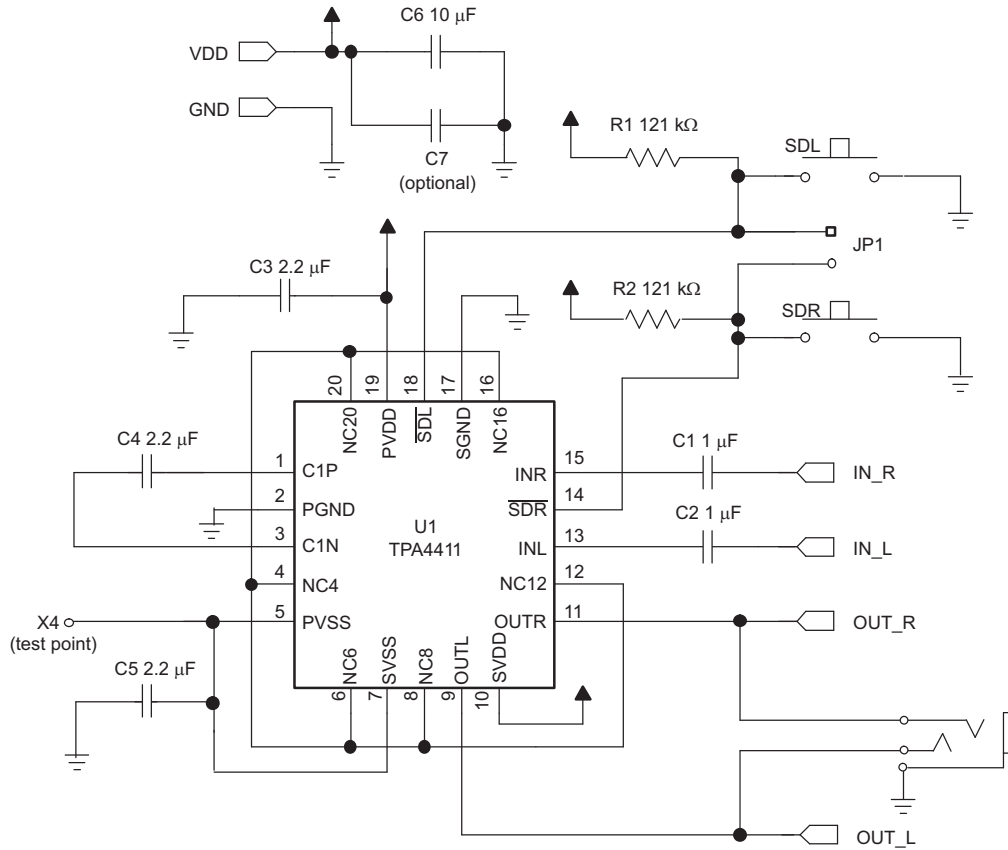 C6 10 μF
VDD
GND
C7
(optional)
R1 121 kΩ
SDL
JP1
C3 2.2 μF
R2 121 kΩ
SDR
20
19
18
17
16
NC20
PVDD
SDL
SGND
NC16
C4 2.2 μF
1
C1P
2
PGND
3
C1N
4
NC4
5
PVSS
U1
TPA4411
INR
15
C1 1 μF
IN_R
SDR
14
C2 1 μF
INL
13
IN_L
NC12
12
OUTR
11
OUT_R
X4
(test point)
C5 2.2 μF
NC6
SVSS
NC8
OUTL
SVDD
6
7
8
9
10
OUT_L